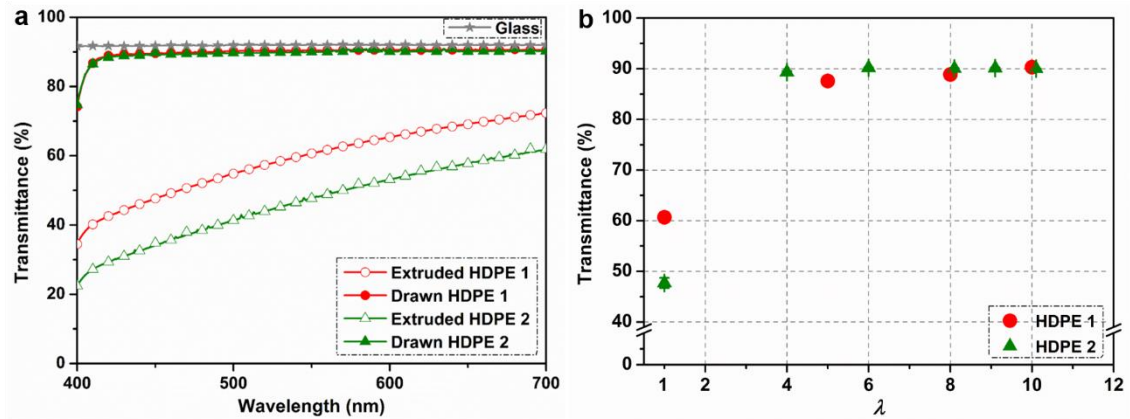 a
Glass
Transmittance (%)
100
80
60
40
20
0
400
500
600
700
Wavelength (nm)
Extruded HDPE 1
Drawn HDPE 1
Extruded HDPE 2
Drawn HDPE 2
b
Transmittance (%)
100
90
80
70
60
50
40
0
1
2
4
6
8
10
12
λ
HDPE 1
HDPE 2